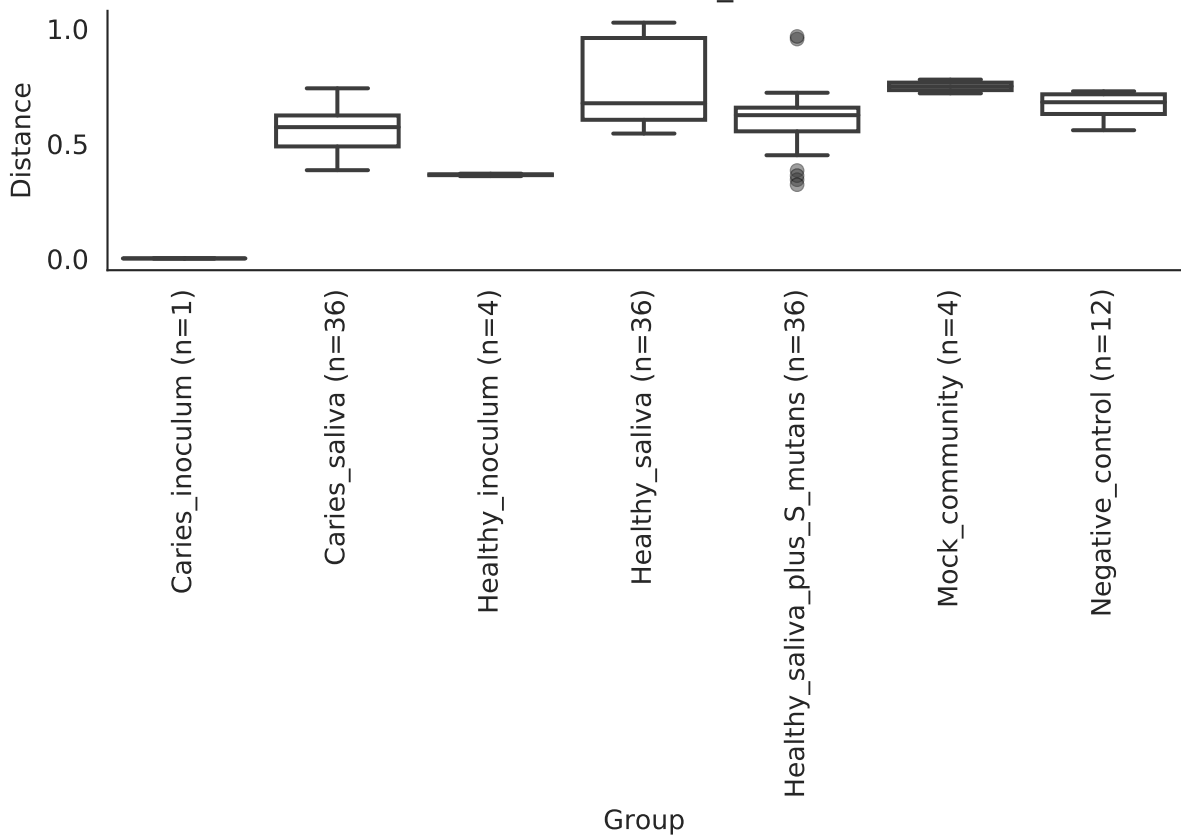 1.0
0.5
0.0
Distance
Caries_inoculum (n=1)
Caries_saliva (n=36)
Healthy_inoculum (n=4)
Healthy_saliva (n=36)
Healthy_saliva_plus_S_mutans (n=36)
Mock_community (n=4)
Negative_control (n=12)
Group